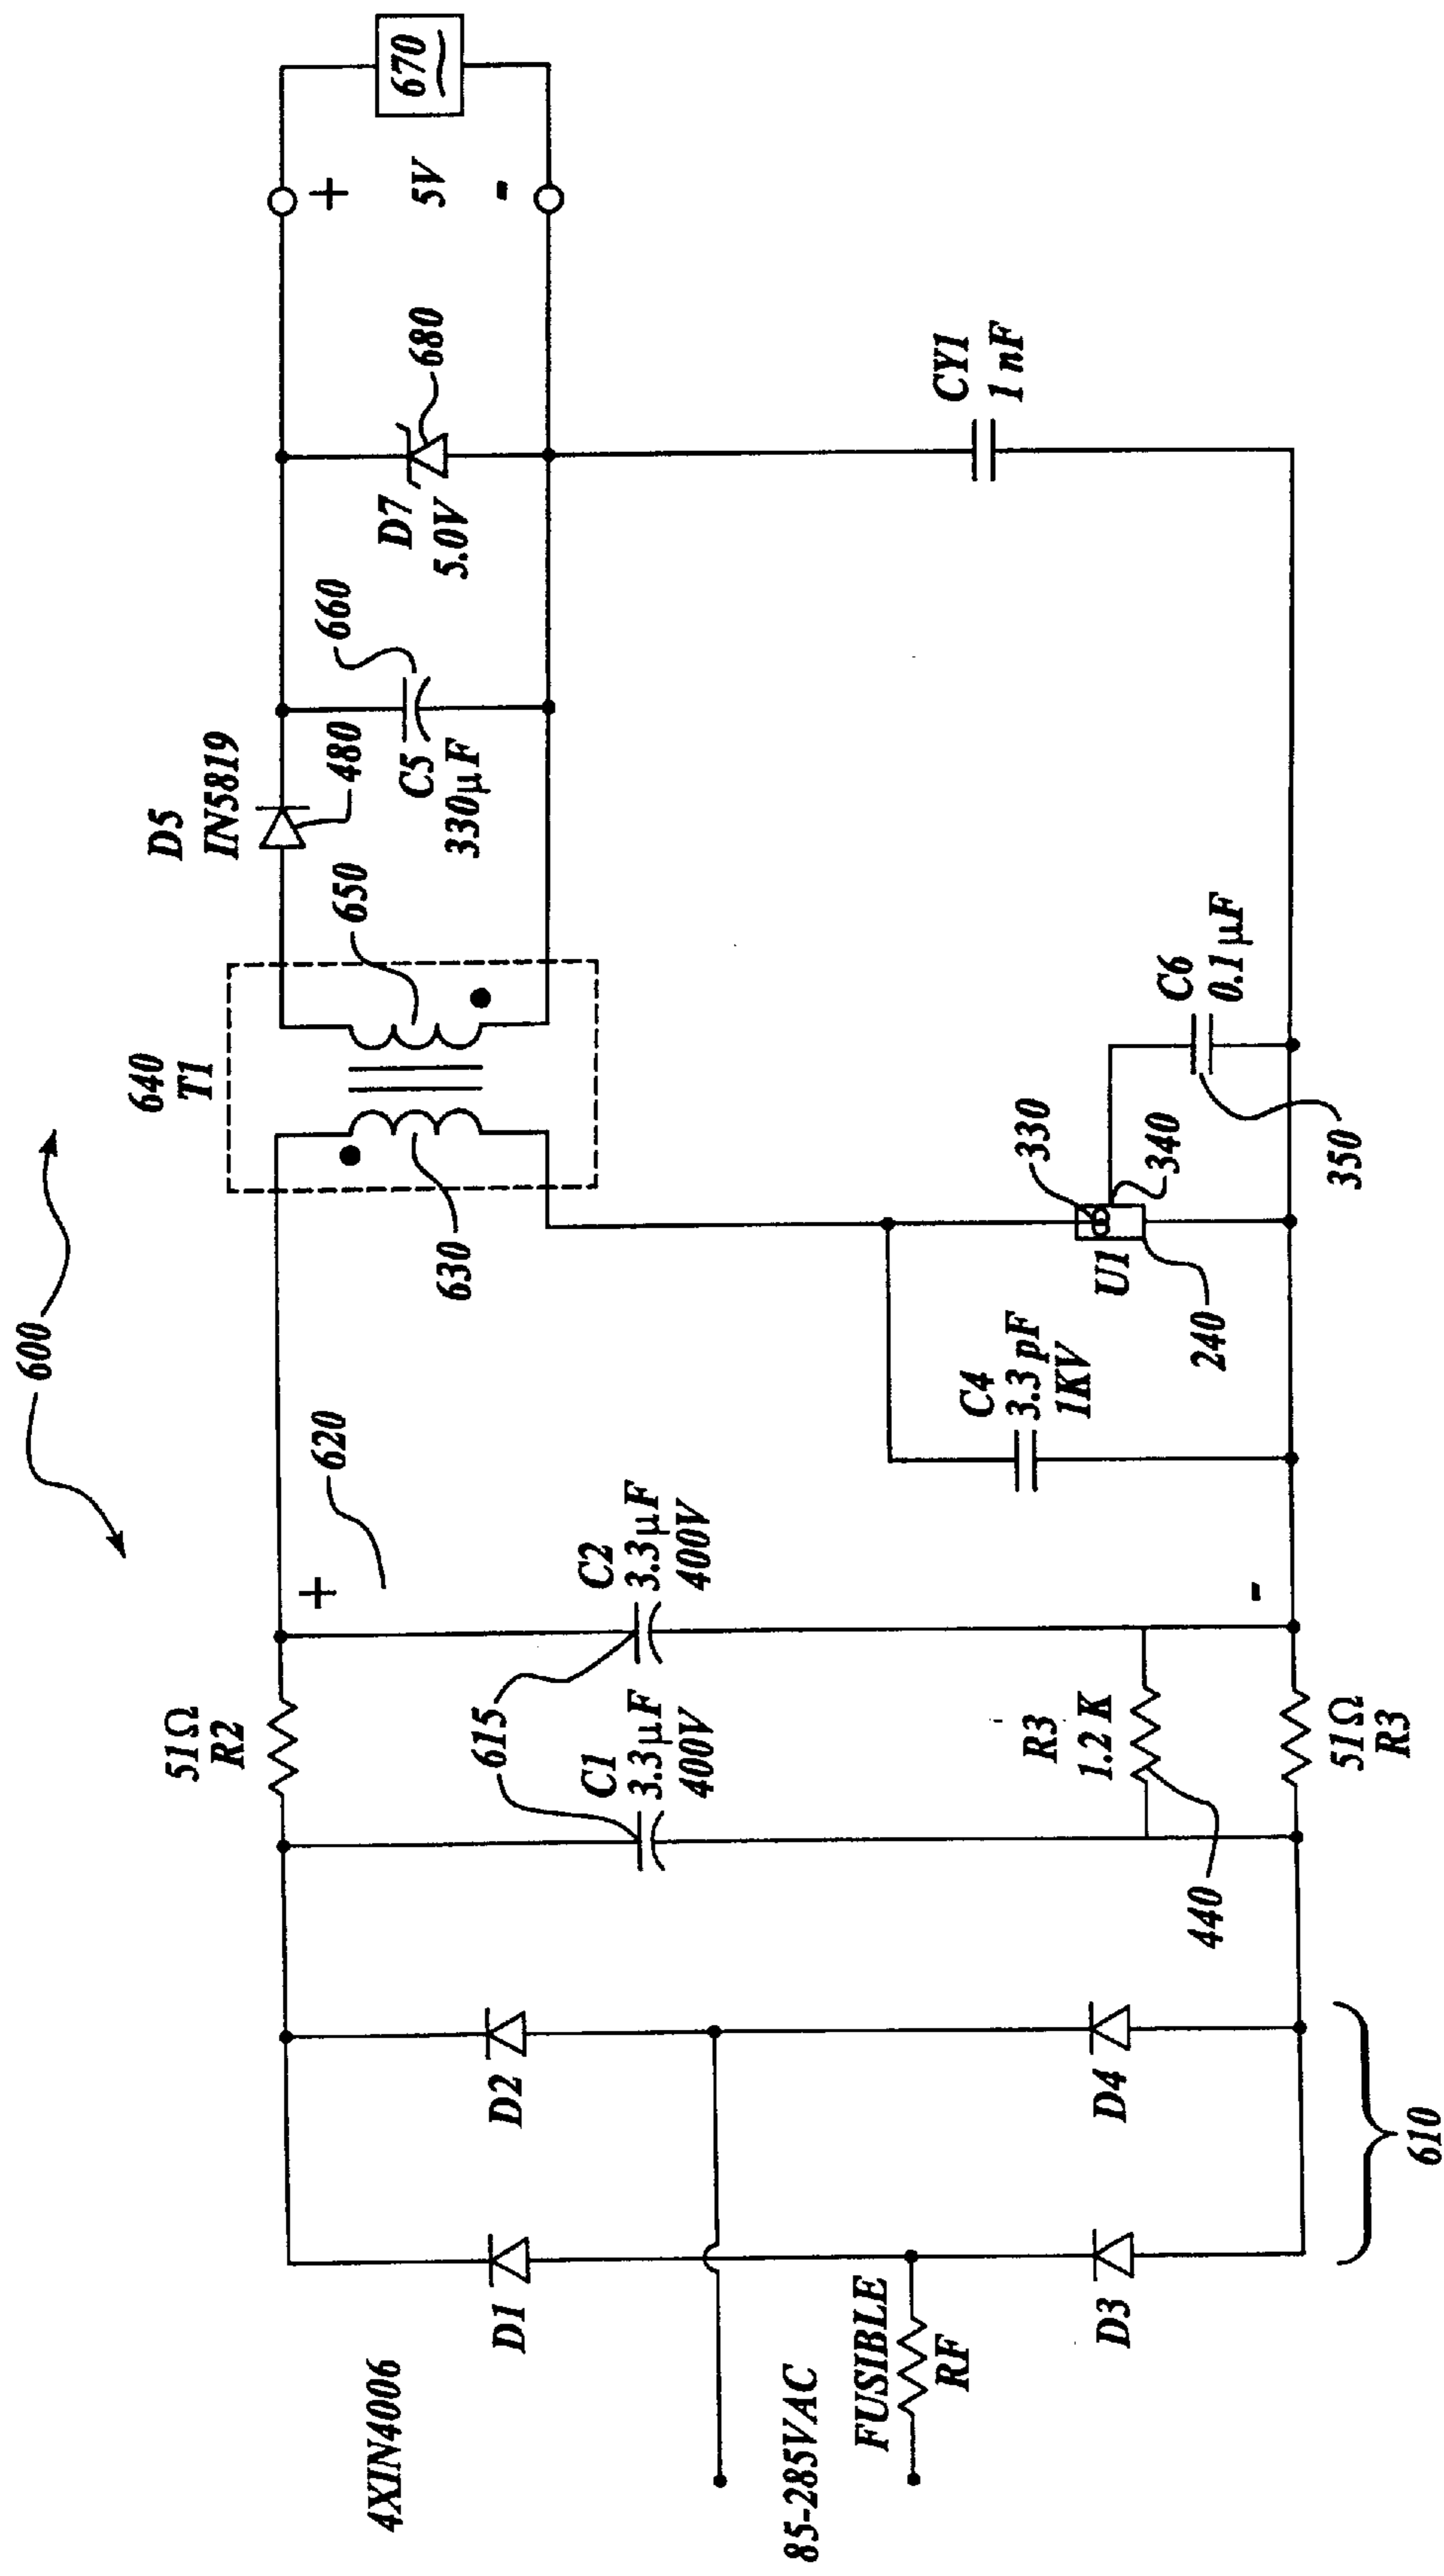 600
640
T1
D5
IN5819
51Ω
R2
+
620
630
650
480
C5
330µF
660
D7
5.0V
680
+
5V
-
670
4XIN4006
D1
D2
615
C1
3.3µF
400V
C2
3.3µF
400V
85-285VAC
FUSIBLE
RF
D3
D4
R3
1.2 K
440
C4
3.3 pF
1KV
-
U1
330
340
240
C6
0.1µF
350
CY1
1 nF
51Ω
R3
610